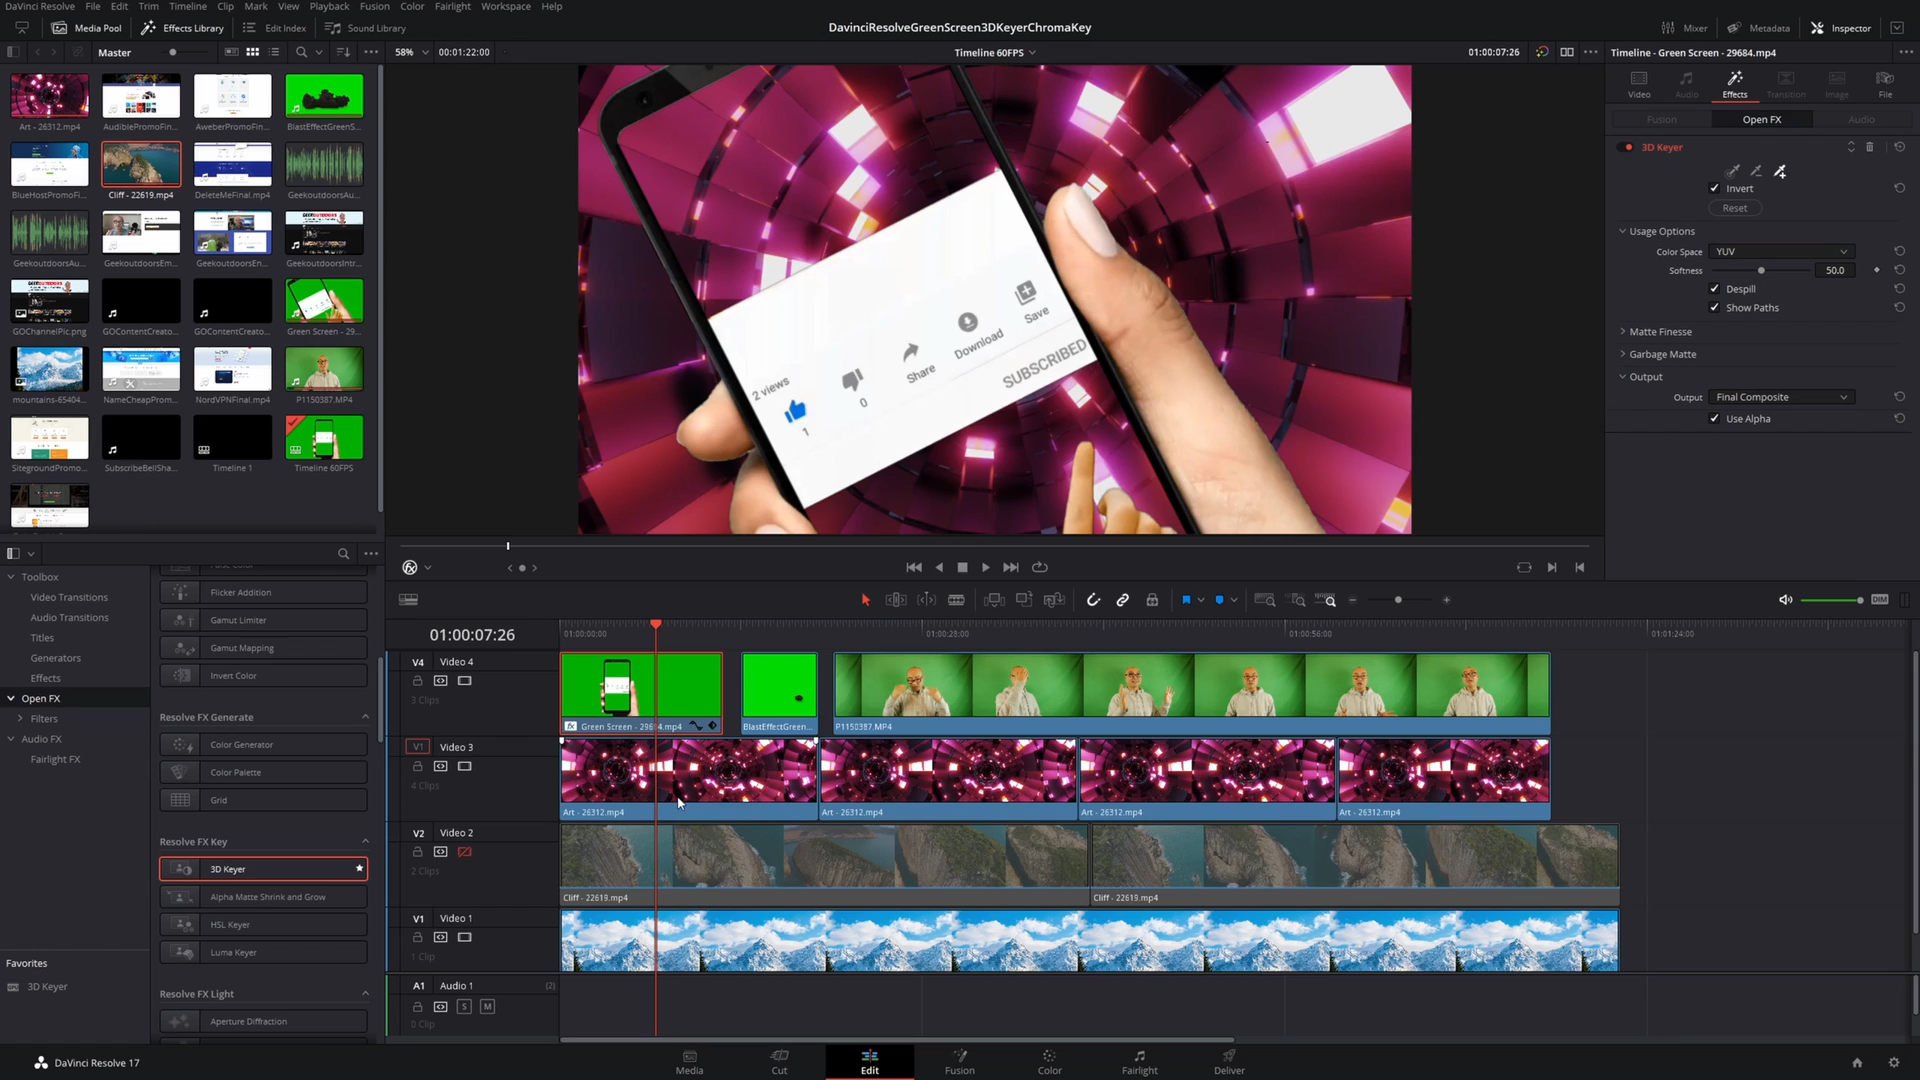 DaVinci Resolve File Edit Trim Timeline Clip Mark View Playback Fusion Color Fairlight Workspace Help
Media Pool Effects Library Edit Index Sound Library
DavinciResolveGreenScreen3DKeyerChromaKey
Mixer Metadata Inspector
Master
58% 00:01:22:00
Timeline 60FPS
01:00:07:26
Timeline - Green Screen - 29684.mp4
Art - 26312.mp4 AudiblePromoFin... AweberPromoFin... BlastEffectGreenS...
BlueHostPromoFi... Cliff - 22619.mp4 DeleteMeFinal.mp4 GeekoutdoorsAu...
GeekoutdoorsAu... GeekoutdoorsEm... GeekoutdoorsEn... GeekoutdoorsIntr...
GOChannelPic.png GOContentCreato... GOContentCreato... Green Screen - 29...
mountains-65404... NameCheapProm... NordVPNFinal.mp4 P1150387.MP4
SitegroundPromo... SubscribeBellSha... Timeline 1 Timeline 60FPS
2 views
1
0
Share
Download
Save
SUBSCRIBED
Video Audio Effects Transition Image File
Fusion Open FX Audio
3D Keyer
Invert
Reset
Usage Options
Color Space YUV
Softness 50.0
Despill
Show Paths
Matte Finesse
Garbage Matte
Output
Output Final Composite
Use Alpha
Toolbox
Video Transitions
Audio Transitions
Titles
Generators
Effects
Open FX
Filters
Audio FX
Fairlight FX
Favorites
3D Keyer
Flicker Addition
Gamut Limiter
Gamut Mapping
Invert Color
Resolve FX Generate
Color Generator
Color Palette
Grid
Resolve FX Key
3D Keyer
Alpha Matte Shrink and Grow
HSL Keyer
Luma Keyer
Resolve FX Light
Aperture Diffraction
DIM
01:00:07:26
01:00:00:00 01:00:28:00 01:00:56:00 01:01:24:00
V4 Video 4
3 Clips
Green Screen - 29684.mp4 BlastEffectGreen... P1150387.MP4
V1 Video 3
4 Clips
Art - 26312.mp4 Art - 26312.mp4 Art - 26312.mp4 Art - 26312.mp4
V2 Video 2
2 Clips
Cliff - 22619.mp4 Cliff - 22619.mp4
V1 Video 1
1 Clip
A1 Audio 1 (2)
S M
0 Clip
DaVinci Resolve 17
Media Cut Edit Fusion Color Fairlight Deliver